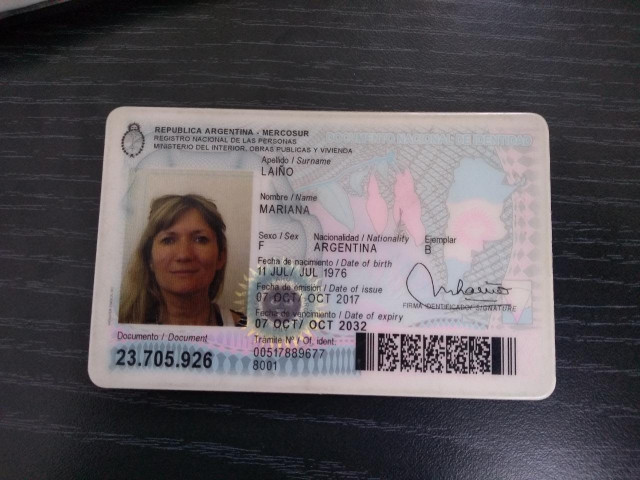 REPUBLICA ARGENTINA - MERCOSUR
REGISTRO NACIONAL DE LAS PERSONAS
MINISTERIO DEL INTERIOR, OBRAS PUBLICAS Y VIVIENDA
Apellido / Surname
LAIÑO
Nombre / Name
MARIANA
Sexo / Sex Nacionalidad / Nationality Ejemplar
F ARGENTINA B
Fecha de nacimiento / Date of birth
11 JUL/ JUL 1976
Fecha de emisión / Date of issue
07 OCT/ OCT 2017
FIRMA IDENTIFICADO/ SIGNATURE
Fecha de vencimiento / Date of expiry
07 OCT/ OCT 2032
Documento / Document
23.705.926
Trámite Nº/ Of. ident.
00517889677
8001